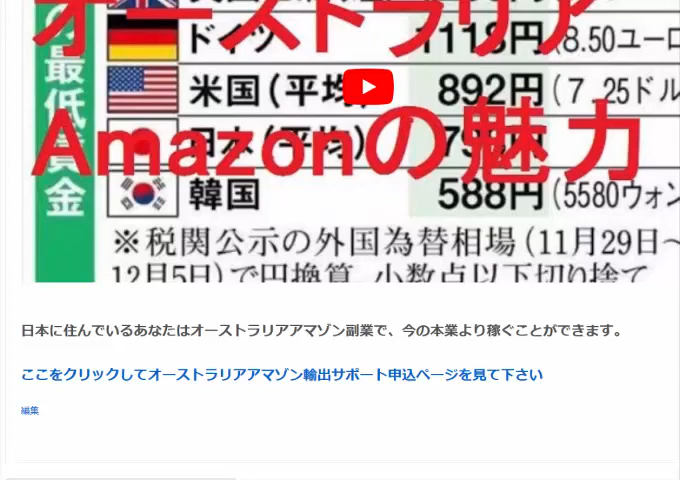 オーストラリア
ドイツ 1118円(8.50ユーロ
の最低賃金
米国(平均) 892円(7.25ドル
Amazonの魅力
日本(平均) 79
韓国 588円(5580ウォン
※税関公示の外国為替相場(11月29日～
12月5日)で円換算、小数点以下切り捨て
日本に住んでいるあなたはオーストラリアアマゾン副業で、今の本業より稼ぐことができます。
ここをクリックしてオーストラリアアマゾン輸出サポート申込ページを見て下さい
編集